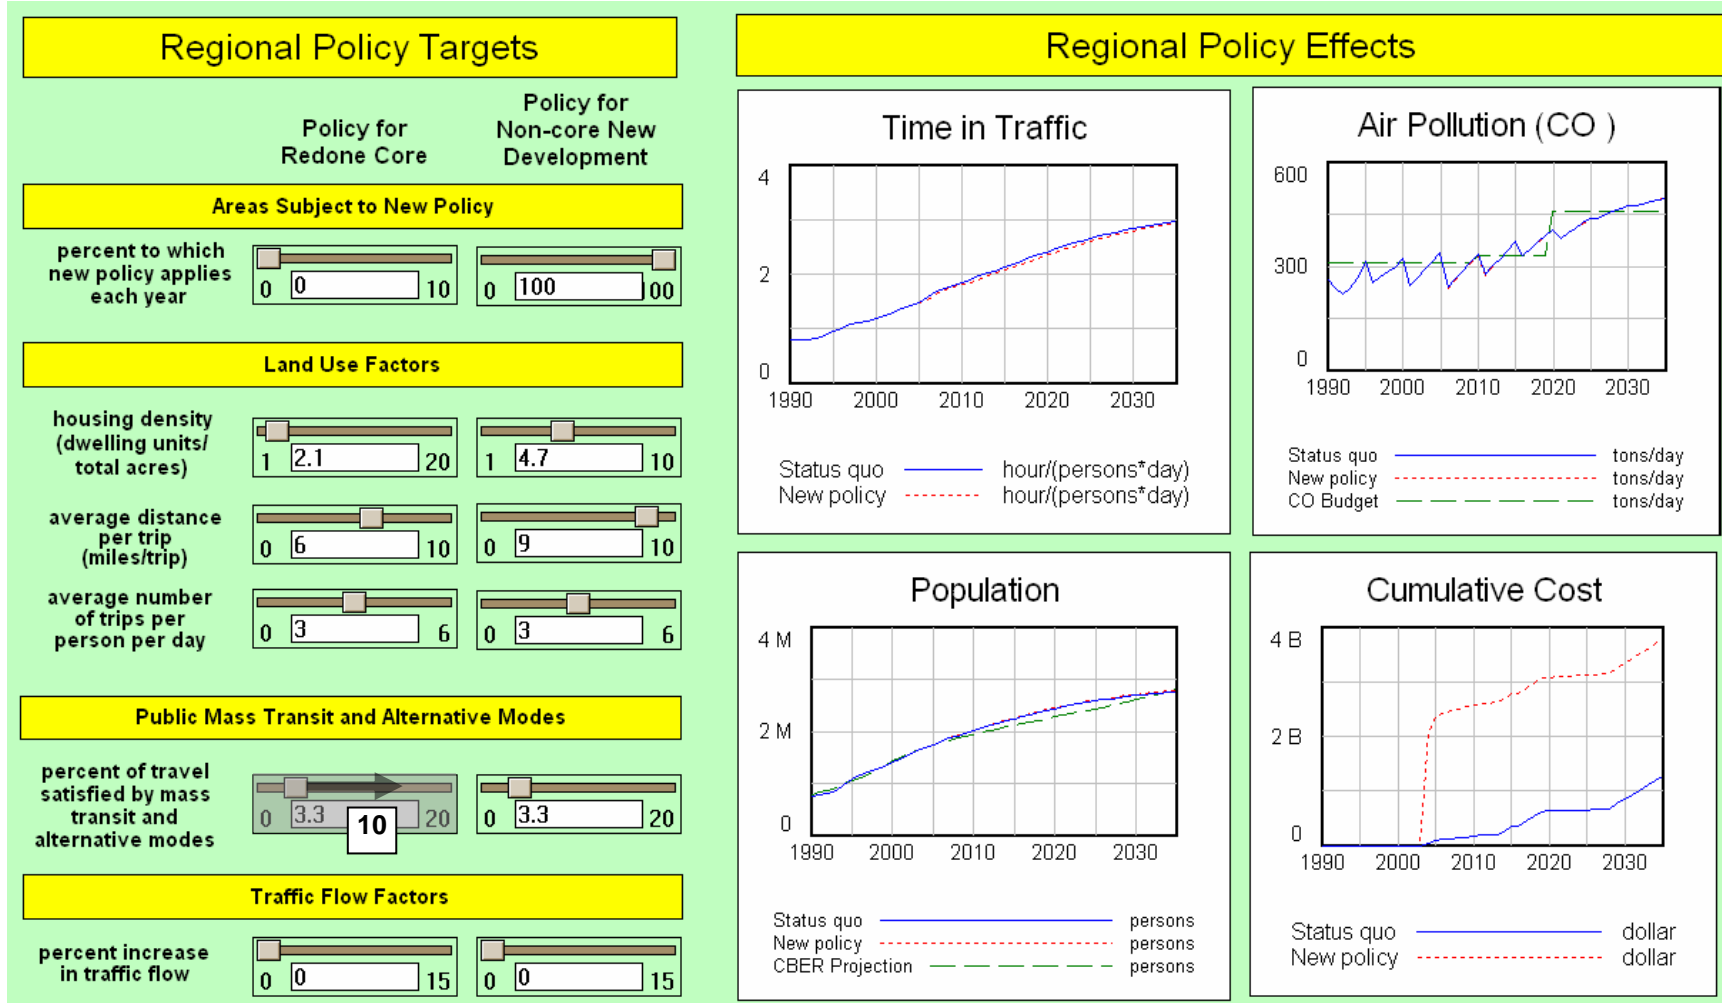 Regional Policy Targets
Policy for
Redone Core
Policy for
Non-core New
Development
Areas Subject to New Policy
percent to which
new policy applies
each year
0 0 10
0 100 100
Land Use Factors
housing density
(dwelling units/
total acres)
1 2.1 20
1 4.7 10
average distance
per trip
(miles/trip)
0 6 10
0 9 10
average number
of trips per
person per day
0 3 6
0 3 6
Public Mass Transit and Alternative Modes
percent of travel
satisfied by mass
transit and
alternative modes
0 3.3 20
10
0 3.3 20
Traffic Flow Factors
percent increase
in traffic flow
0 0 15
0 0 15
Regional Policy Effects
Time in Traffic
4
2
0
1990 2000 2010 2020 2030
Status quo hour/(persons*day)
New policy hour/(persons*day)
Air Pollution (CO )
600
300
0
1990 2000 2010 2020 2030
Status quo tons/day
New policy tons/day
CO Budget tons/day
Population
4 M
2 M
0
1990 2000 2010 2020 2030
Status quo persons
New policy persons
CBER Projection persons
Cumulative Cost
4 B
2 B
0
1990 2000 2010 2020 2030
Status quo dollar
New policy dollar